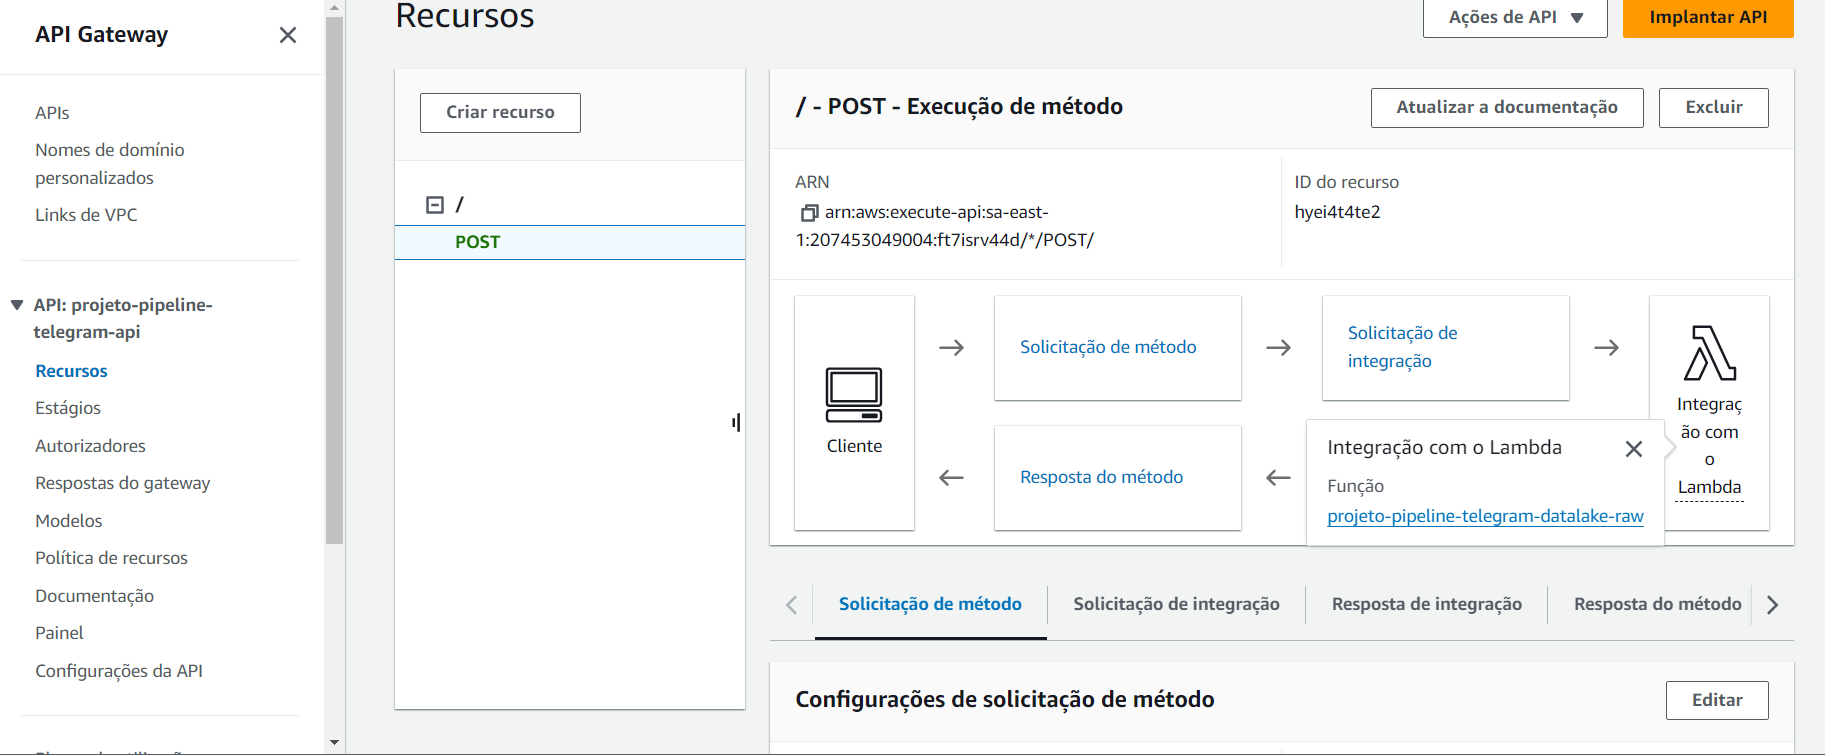 API Gateway
APIs
Nomes de domínio
personalizados
Links de VPC
API: projeto-pipeline-
telegram-api
Recursos
Estágios
Autorizadores
Respostas do gateway
Modelos
Política de recursos
Documentação
Painel
Configurações da API
Recursos
Ações de API
Implantar API
Criar recurso
/
POST
/ - POST - Execução de método
Atualizar a documentação
Excluir
ARN
arn:aws:execute-api:sa-east-
1:207453049004:ft7isrv44d/*/POST/
ID do recurso
hyei4t4te2
Cliente
Solicitação de método
Solicitação de
integração
Resposta do método
Integração com o Lambda
Função
projeto-pipeline-telegram-datalake-raw
Integraç
ão com
o
Lambda
Solicitação de método
Solicitação de integração
Resposta de integração
Resposta do método
Configurações de solicitação de método
Editar